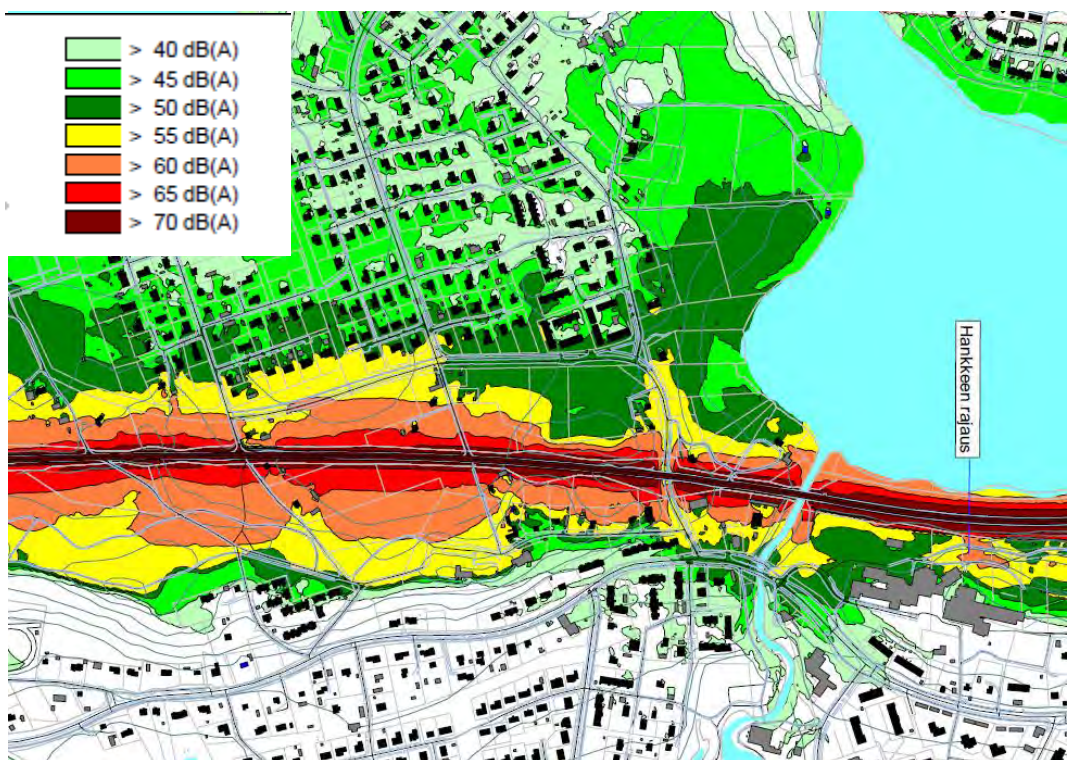 > 40 dB(A)
> 45 dB(A)
> 50 dB(A)
> 55 dB(A)
> 60 dB(A)
> 65 dB(A)
> 70 dB(A)
Hankkeen rajaus